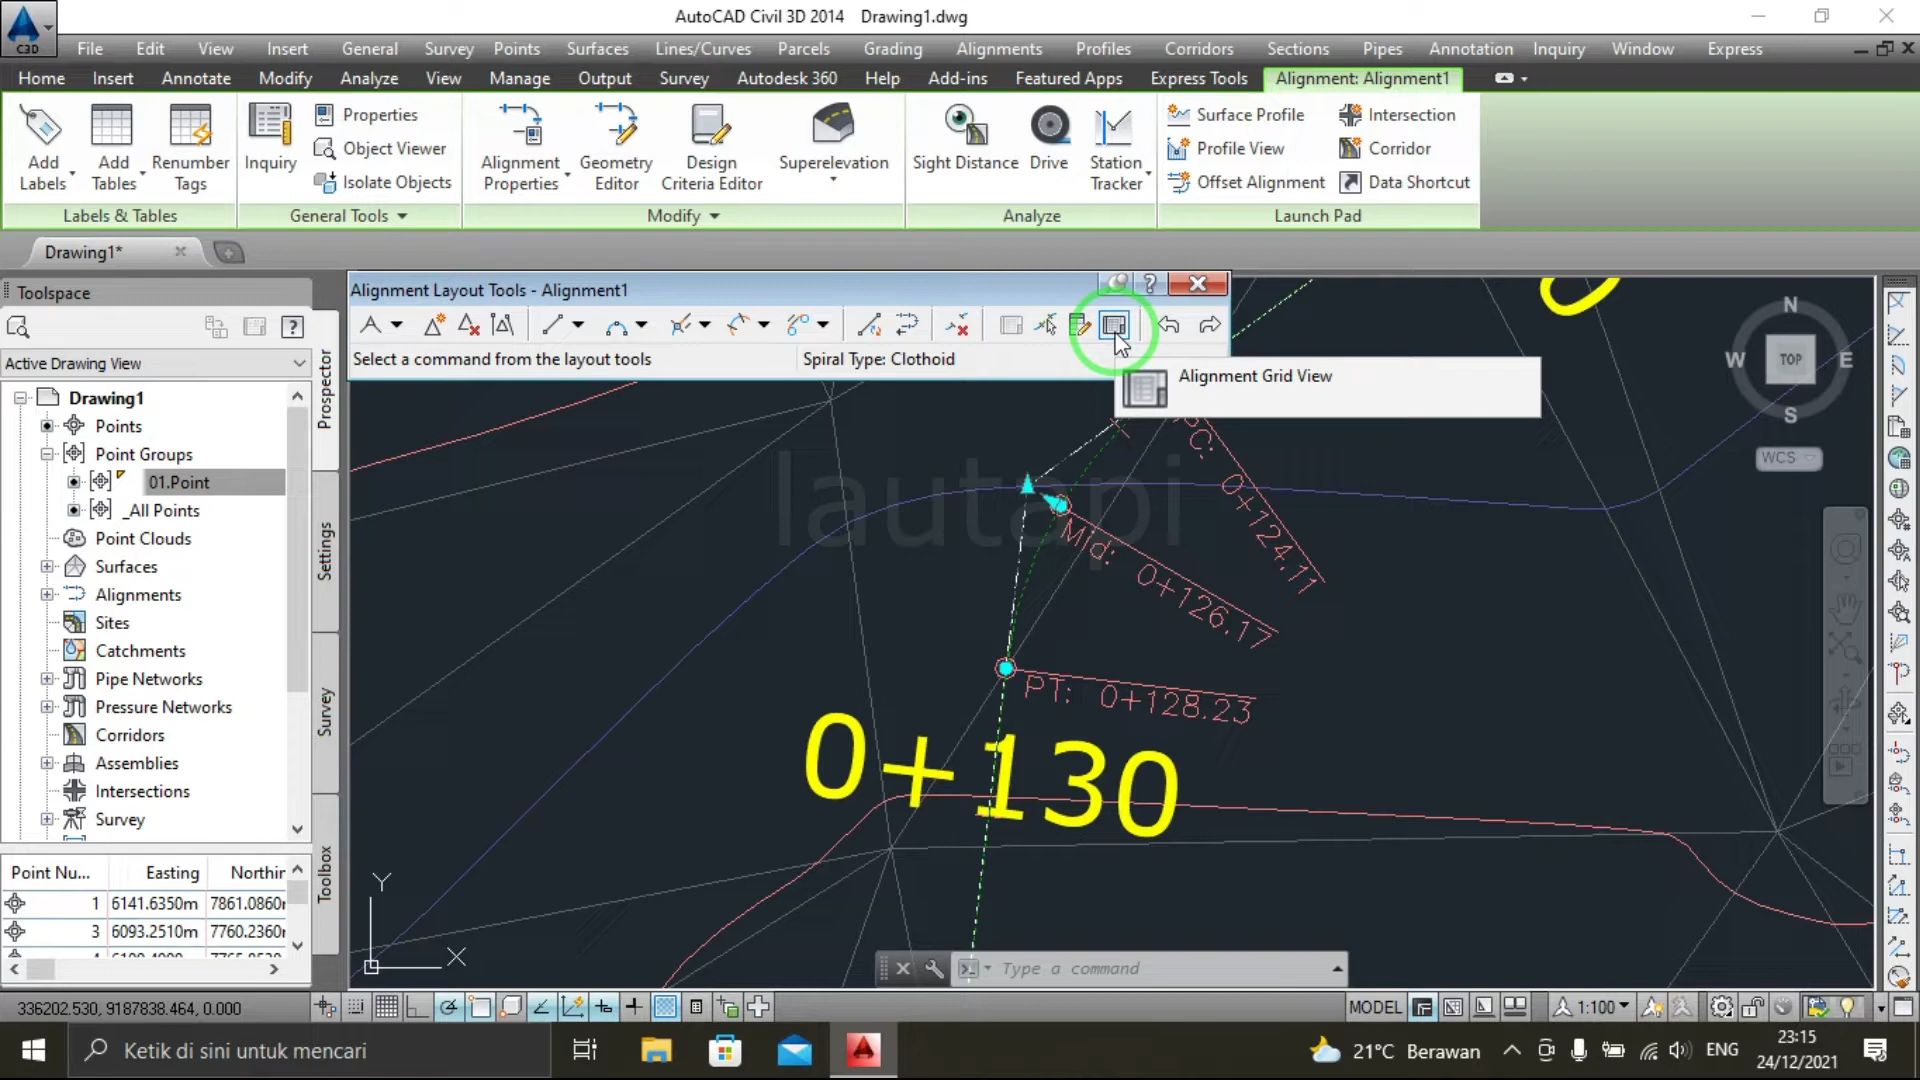 AutoCAD Civil 3D 2014 Drawing1.dwg
C3D
File Edit View Insert General Survey Points Surfaces Lines/Curves Parcels Grading Alignments Profiles Corridors Sections Pipes Annotation Inquiry Window Express
Home Insert Annotate Modify Analyze View Manage Output Survey Autodesk 360 Help Add-ins Featured Apps Express Tools Alignment: Alignment1
Add Labels
Add Tables
Renumber Tags
Labels & Tables
Inquiry
Properties
Object Viewer
Isolate Objects
General Tools
Alignment Properties
Geometry Editor
Design Criteria Editor
Superelevation
Modify
Sight Distance
Drive
Station Tracker
Analyze
Surface Profile
Profile View
Offset Alignment
Intersection
Corridor
Data Shortcut
Launch Pad
Drawing1*
Toolspace
Active Drawing View
Drawing1
Points
Point Groups
01.Point
_All Points
Point Clouds
Surfaces
Alignments
Sites
Catchments
Pipe Networks
Pressure Networks
Corridors
Assemblies
Intersections
Survey
Prospector
Settings
Survey
Toolbox
Point Nu... Easting Northin
1 6141.6350m 7861.0860m
3 6093.2510m 7760.2360
Alignment Layout Tools - Alignment1
Select a command from the layout tools
Spiral Type: Clothoid
Alignment Grid View
lautapi
PC: 0+124.11
Mid: 0+126.17
PT: 0+128.23
0+130
N
W TOP E
S
WCS
Y
X
Type a command
336202.530, 9187838.464, 0.000
MODEL
1:100
Ketik di sini untuk mencari
21°C Berawan
ENG
23:15
24/12/2021